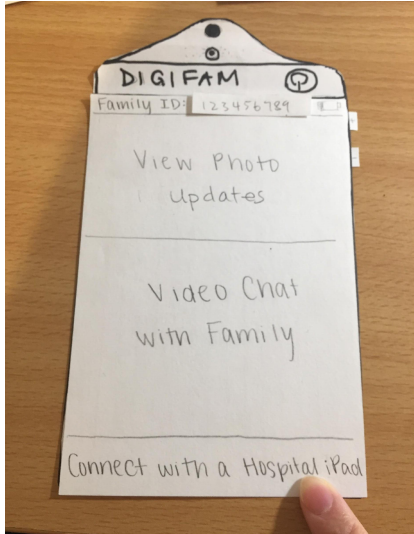 DIGIFAM
Family ID: 123456789
View Photo
Updates
Video Chat
with Family
Connect with a Hospital iPad